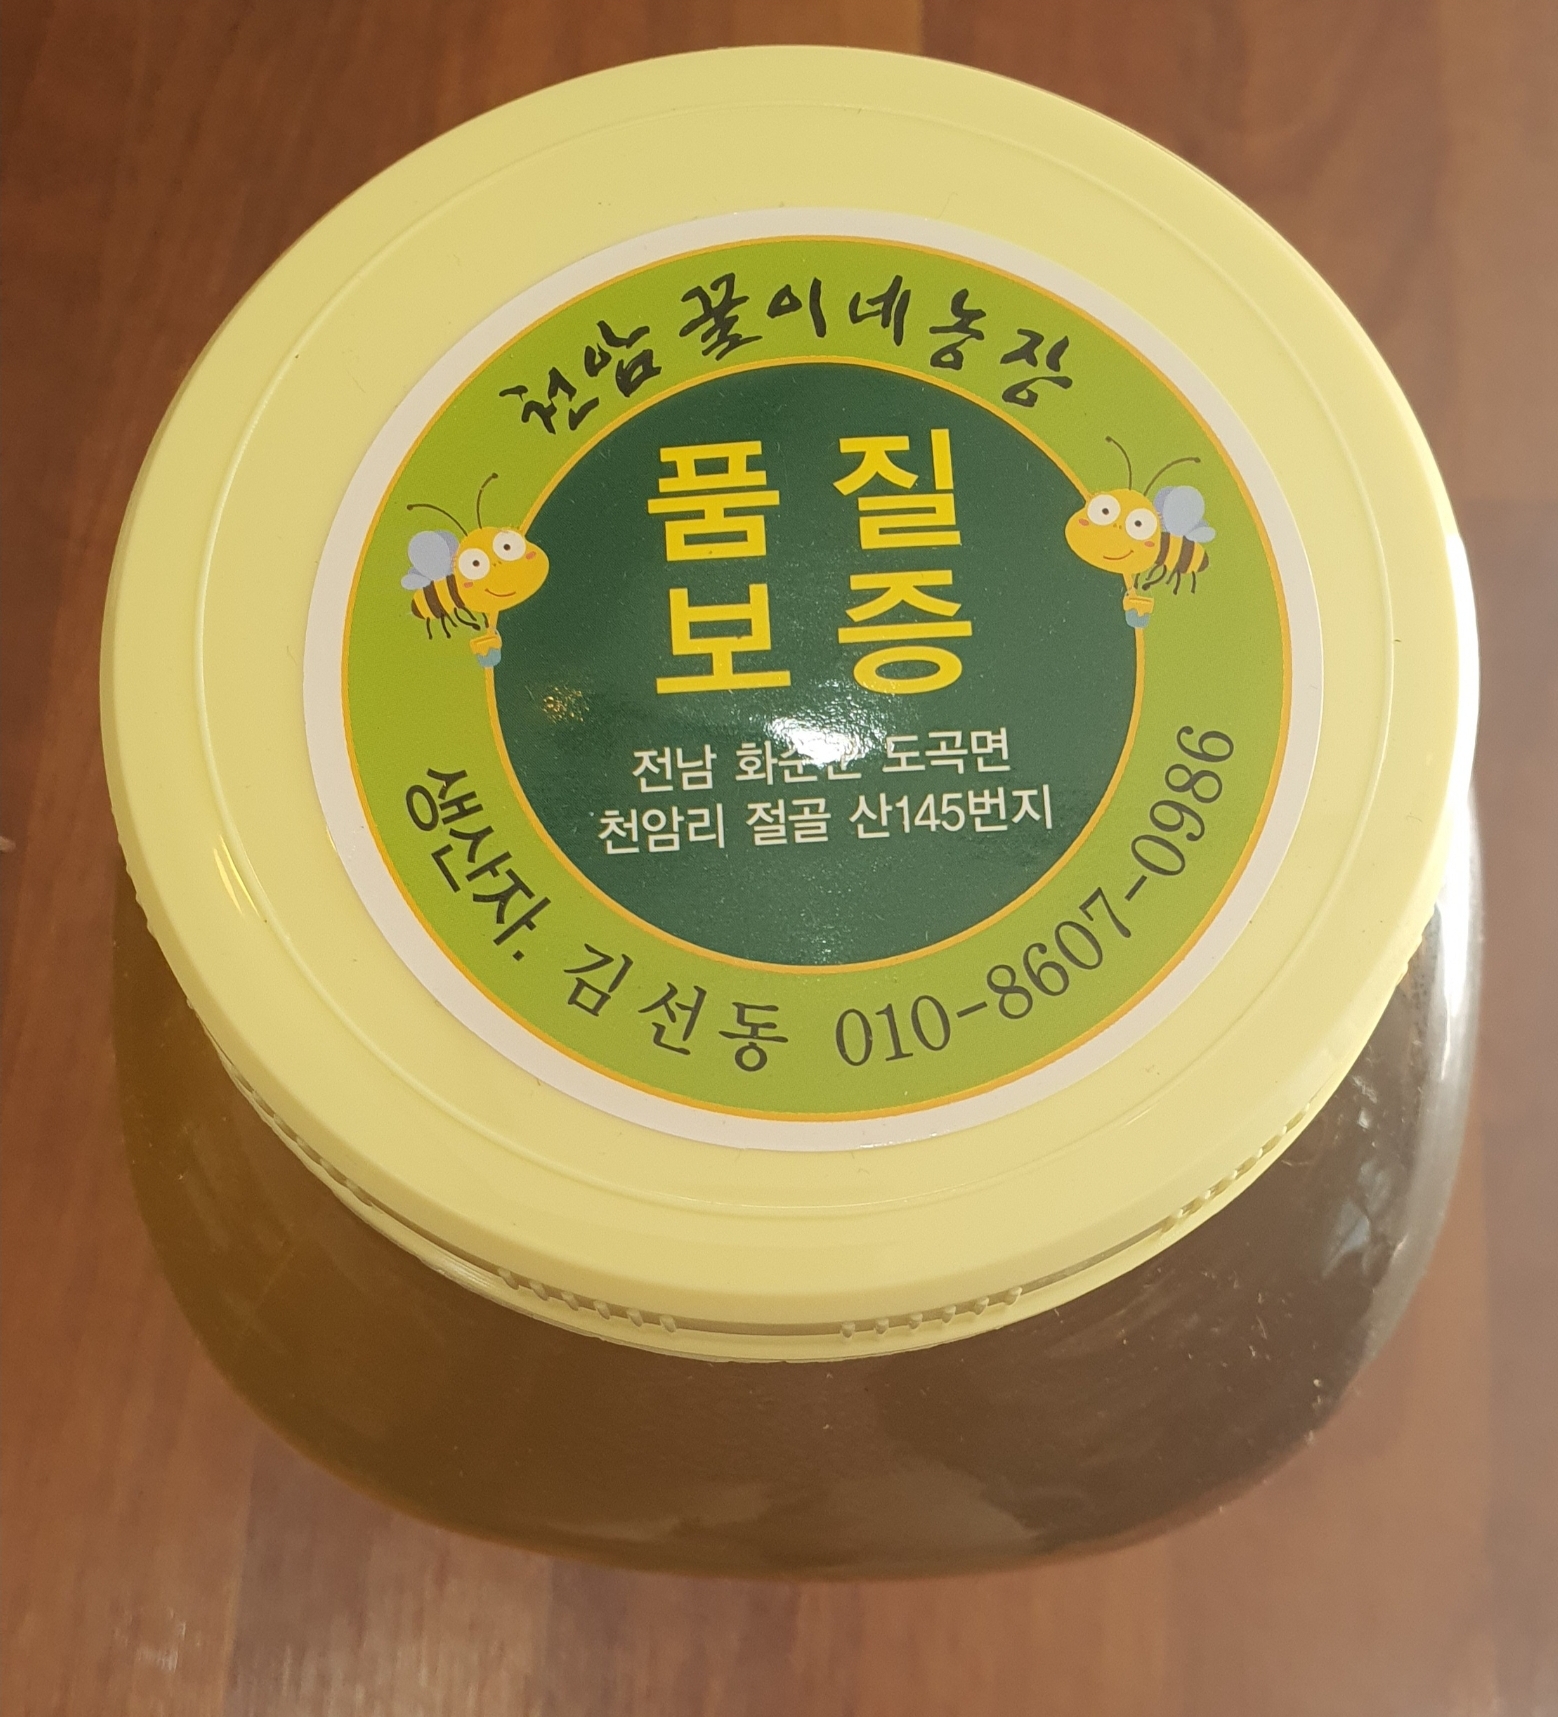 천암 꿀이네농장
품질
보증
전남 화순군 도곡면
천암리 절골 산145번지
생산자. 김선동 010-8607-0986